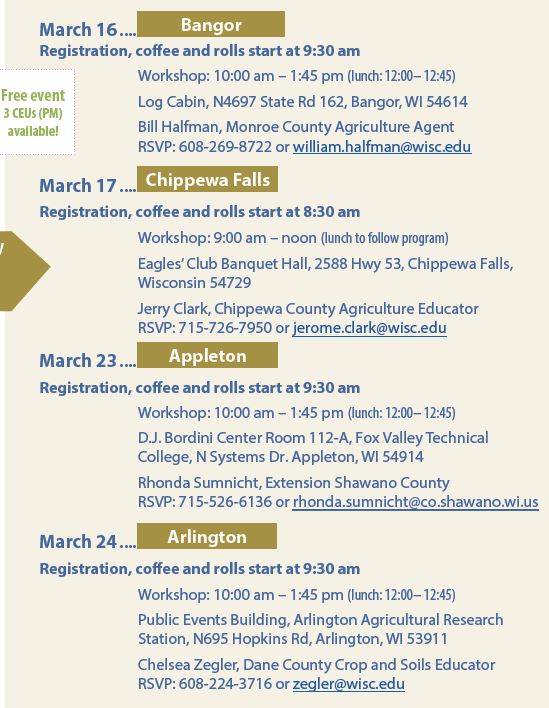 March 16.... Bangor
Registration, coffee and rolls start at 9:30 am
Workshop: 10:00 am – 1:45 pm (lunch: 12:00 – 12:45)
Log Cabin, N4697 State Rd 162, Bangor, WI 54614
Bill Halfman, Monroe County Agriculture Agent
RSVP: 608-269-8722 or william.halfman@wisc.edu
Free event
3 CEUs (PM)
available!
March 17.... Chippewa Falls
Registration, coffee and rolls start at 8:30 am
Workshop: 9:00 am – noon (lunch to follow program)
Eagles' Club Banquet Hall, 2588 Hwy 53, Chippewa Falls,
Wisconsin 54729
Jerry Clark, Chippewa County Agriculture Educator
RSVP: 715-726-7950 or jerome.clark@wisc.edu
March 23.... Appleton
Registration, coffee and rolls start at 9:30 am
Workshop: 10:00 am – 1:45 pm (lunch: 12:00 – 12:45)
D.J. Bordini Center Room 112-A, Fox Valley Technical
College, N Systems Dr. Appleton, WI 54914
Rhonda Sumnicht, Extension Shawano County
RSVP: 715-526-6136 or rhonda.sumnicht@co.shawano.wi.us
March 24.... Arlington
Registration, coffee and rolls start at 9:30 am
Workshop: 10:00 am – 1:45 pm (lunch: 12:00 – 12:45)
Public Events Building, Arlington Agricultural Research
Station, N695 Hopkins Rd, Arlington, WI 53911
Chelsea Zegler, Dane County Crop and Soils Educator
RSVP: 608-224-3716 or zegler@wisc.edu